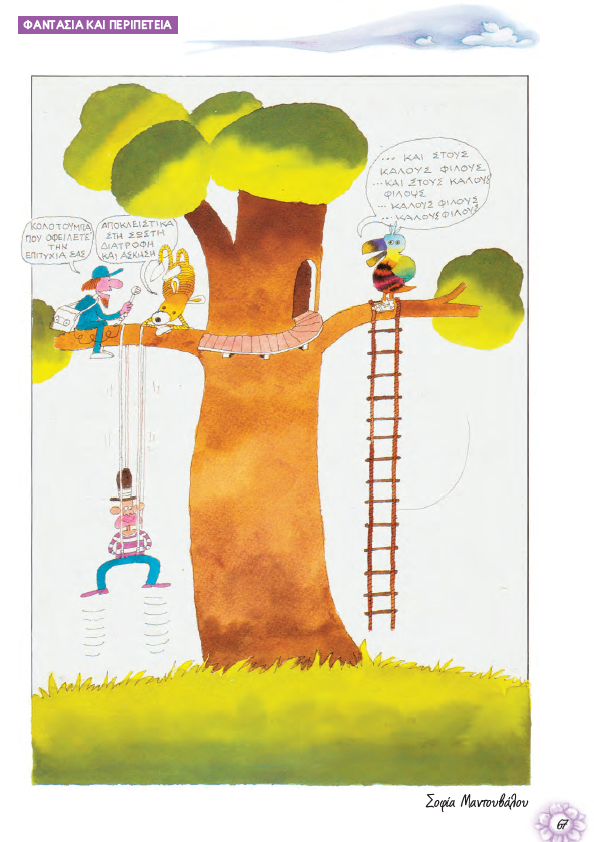 ΦΑΝΤΑΣΙΑ ΚΑΙ ΠΕΡΙΠΕΤΕΙΑ
ΚΟΛΟΤΟΥΜΠΑ
ΠΟΥ ΟΦΕΙΛΕΤΕ
ΤΗΝ
ΕΠΙΤΥΧΙΑ ΣΑΣ
ΑΠΟΚΛΕΙΣΤΙΚΑ
ΣΤΗ ΣΩΣΤΗ
ΔΙΑΤΡΟΦΗ
ΚΑΙ ΑΣΚΗΣΗ
... ΚΑΙ ΣΤΟΥΣ
ΚΑΛΟΥΣ ΦΙΛΟΥΣ
... ΚΑΙ ΣΤΟΥΣ ΚΑΛΟΥΣ
ΦΙΛΟΥΣ
... ΚΑΛΟΥΣ ΦΙΛΟΥΣ
... ΚΑΛΟΥΣ ΦΙΛΟΥΣ
Σοφία Μαντουβάλου
67